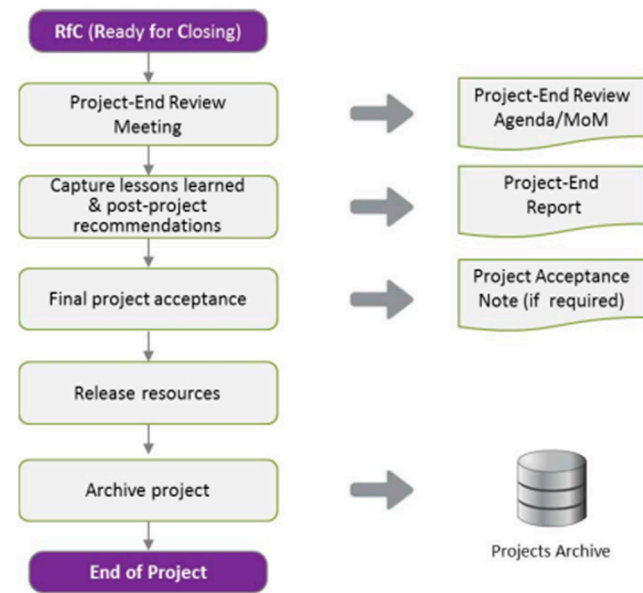 RfC (Ready for Closing)
Project-End Review
Meeting
Project-End Review
Agenda/MoM
Capture lessons learned
& post-project
recommendations
Project-End
Report
Final project acceptance
Project Acceptance
Note (if required)
Release resources
Archive project
Projects Archive
End of Project